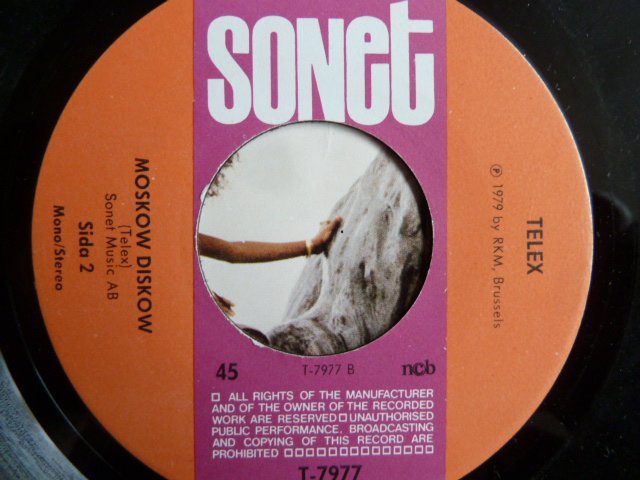 SONET
MOSKOW DISKOW
(Telex)
Sonet Music AB
Sida 2
Mono/Stereo
TELEX
℗ 1979 by RKM, Brussels
45
T-7977 B
ncb
□ ALL RIGHTS OF THE MANUFACTURER
AND OF THE OWNER OF THE RECORDED
WORK ARE RESERVED □ UNAUTHORISED
PUBLIC PERFORMANCE. BROADCASTING
AND COPYING OF THIS RECORD ARE
PROHIBITED □□□□□□□□□□□□□□
T-7977